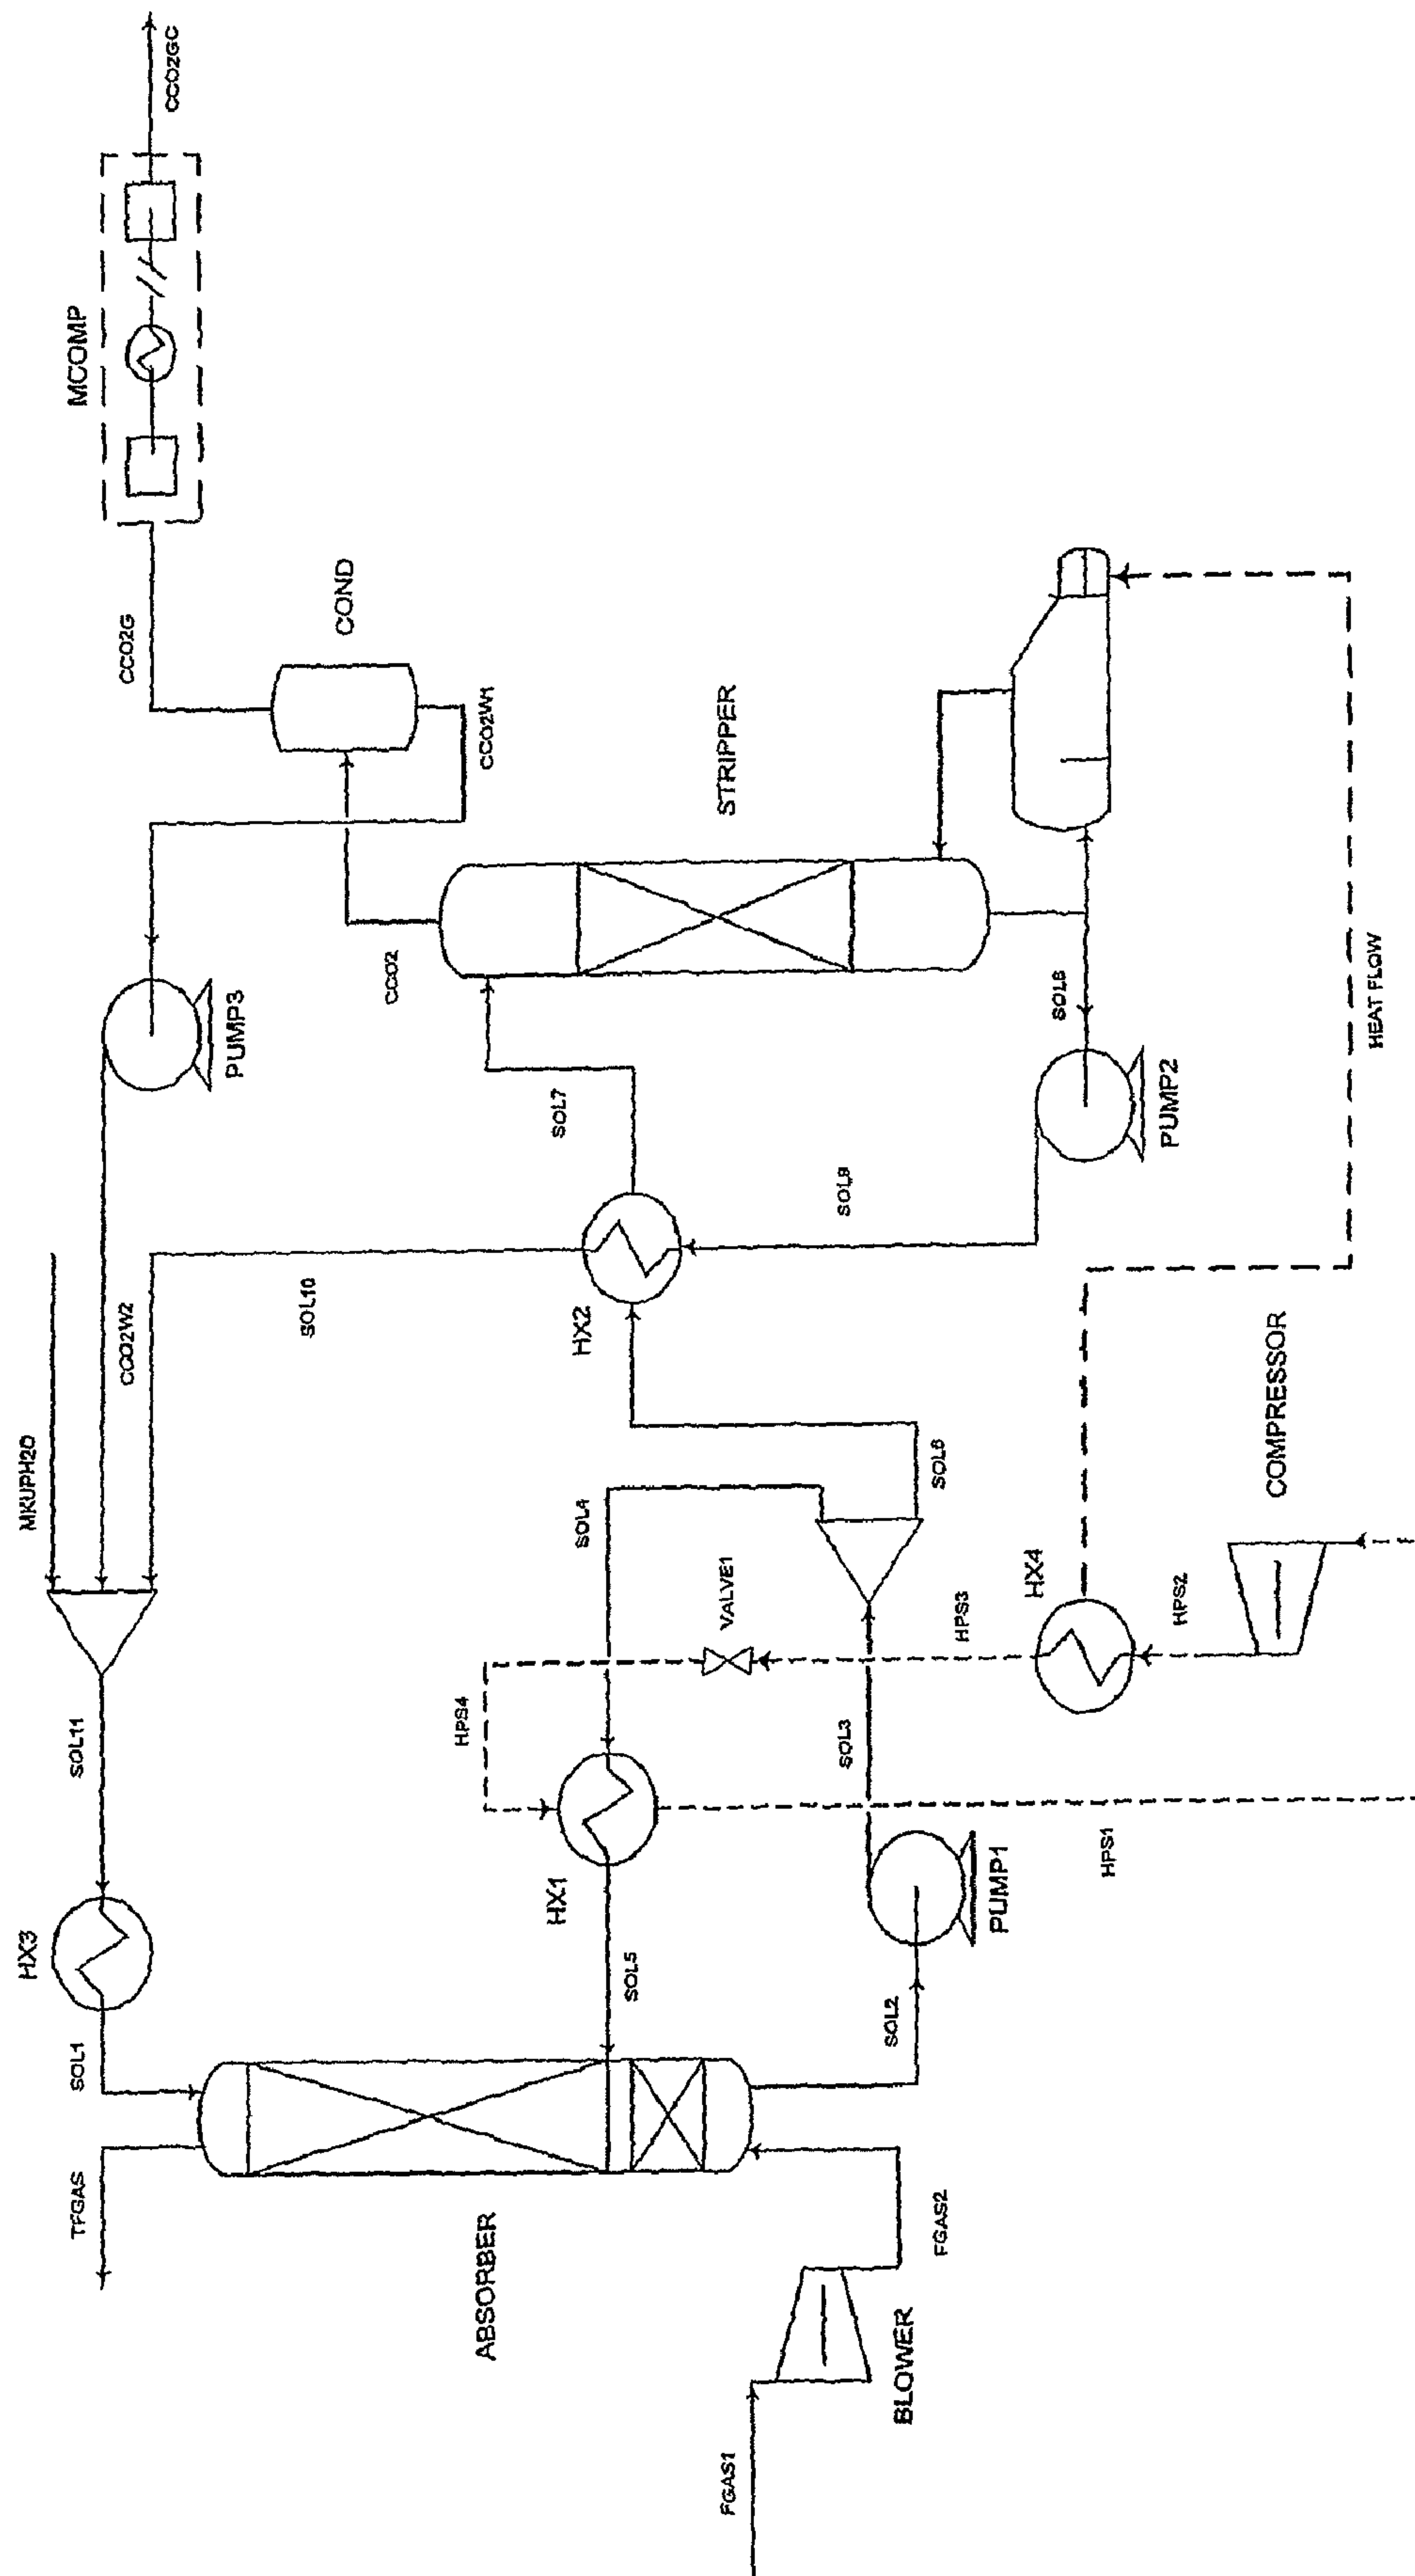 FGAS1
BLOWER
FGAS2
ABSORBER
TFGAS
SOL1
HX3
SOL11
MKUPH2O
CCO2W2
SOL10
SOL2
PUMP1
SOL3
SOL5
HX1
HPS4
HPS1
SOL4
VALVE1
HPS3
HX4
HPS2
COMPRESSOR
SOL6
HX2
SOL7
SOL9
PUMP2
SOL8
HEAT FLOW
PUMP3
CCO2
STRIPPER
CCO2W1
COND
CCO2G
MCOMP
CCO2GC